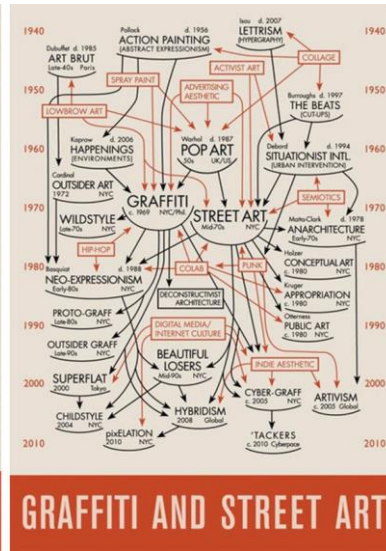 1940
1940
Pollock d. 1956
ACTION PAINTING
(ABSTRACT EXPRESSIONISM)
Isou d. 2007
LETTRISM
(HYPERGRAPHY)
Dubuffet d. 1985
ART BRUT
Late-40s Paris
COLLAGE
ACTIVIST ART
SPRAY PAINT
ADVERTISING
AESTHETIC
1950
1950
Burroughs d. 1997
THE BEATS
(CUT-UPS)
LOWBROW ART
Kaprow d. 2006
HAPPENINGS
(ENVIRONMENTS)
Warhol d. 1987
POP ART
50s UK/US
Debord d. 1994
SITUATIONIST INTL.
(URBAN INTERVENTION)
1960
1960
Cardinal
OUTSIDER ART
1972 NYC
SEMIOTICS
GRAFFITI
c. 1969 NYC/Phil.
STREET ART
Mid-70s NYC
1970
1970
WILDSTYLE
Late-70s NYC
Matta-Clark d. 1978
ANARCHITECTURE
Early-70s NYC
HIP-HOP
Holzer
CONCEPTUAL ART
c. 1980 NYC
PUNK
COLAB
1980
1980
Basquiat d. 1988
NEO-EXPRESSIONISM
Early-80s NYC
Kruger
APPROPRIATION
c. 1980 NYC
DECONSTRUCTIVIST
ARCHITECTURE
Otterness
PUBLIC ART
c. 1980 NYC
PROTO-GRAFF
Late-80s NYC
1990
1990
DIGITAL MEDIA/
INTERNET CULTURE
OUTSIDER GRAFF
Late-90s NYC
BEAUTIFUL
LOSERS
Mid-90s NYC
INDIE AESTHETIC
SUPERFLAT
2000 Tokyo
2000
2000
CYBER-GRAFF
c. 2005 NYC
ARTIVISM
c. 2005 Global
CHILDSTYLE
2004 NYC
HYBRIDISM
2008 Global
pixELATION
2010 NYC
'TACKERS
c. 2010 Cyberspace
2010
2010
GRAFFITI AND STREET ART